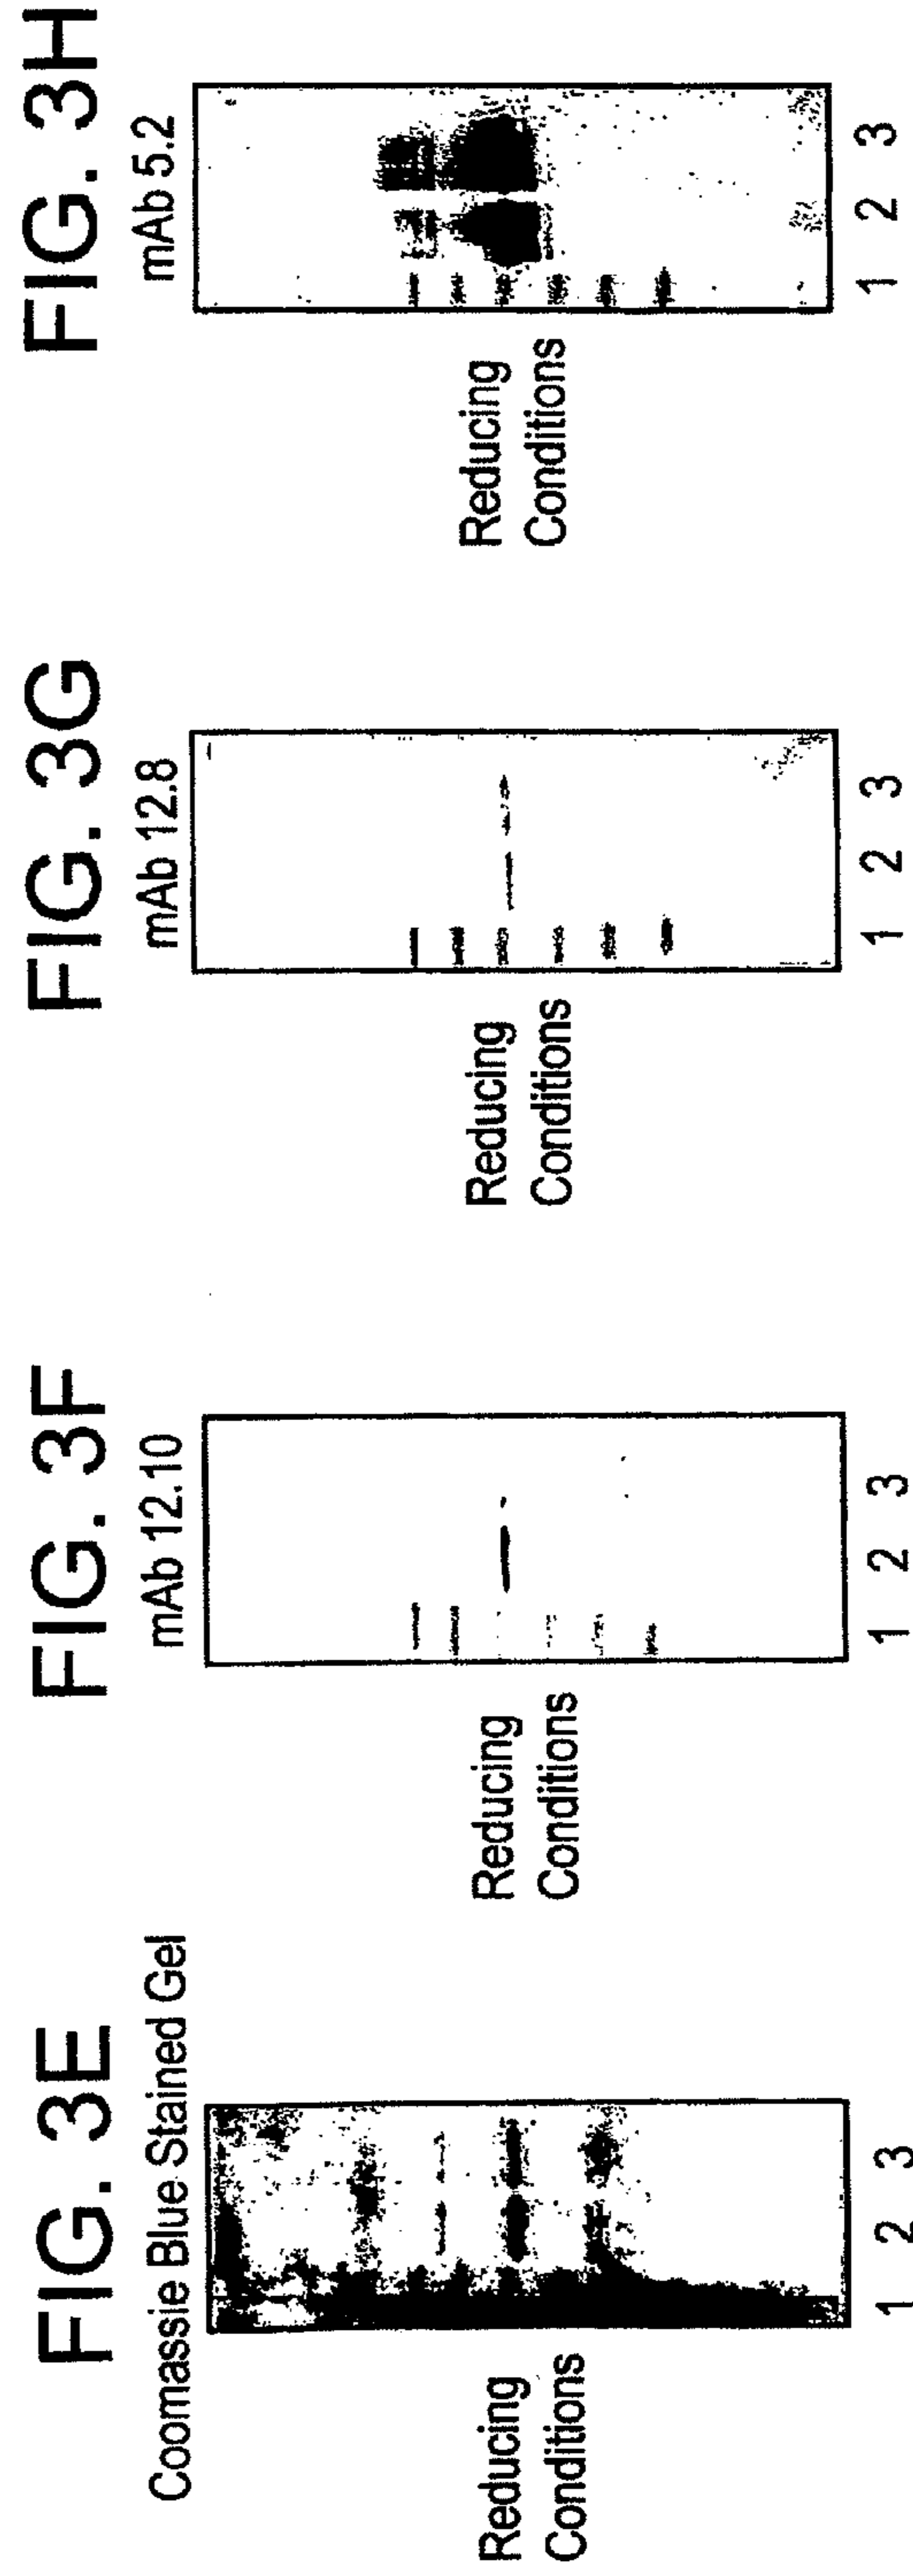 FIG. 3E
Coomassie Blue Stained Gel
Reducing
Conditions
1 2 3
FIG. 3F
mAb 12.10
Reducing
Conditions
1 2 3
FIG. 3G
mAb 12.8
Reducing
Conditions
1 2 3
FIG. 3H
mAb 5.2
Reducing
Conditions
1 2 3